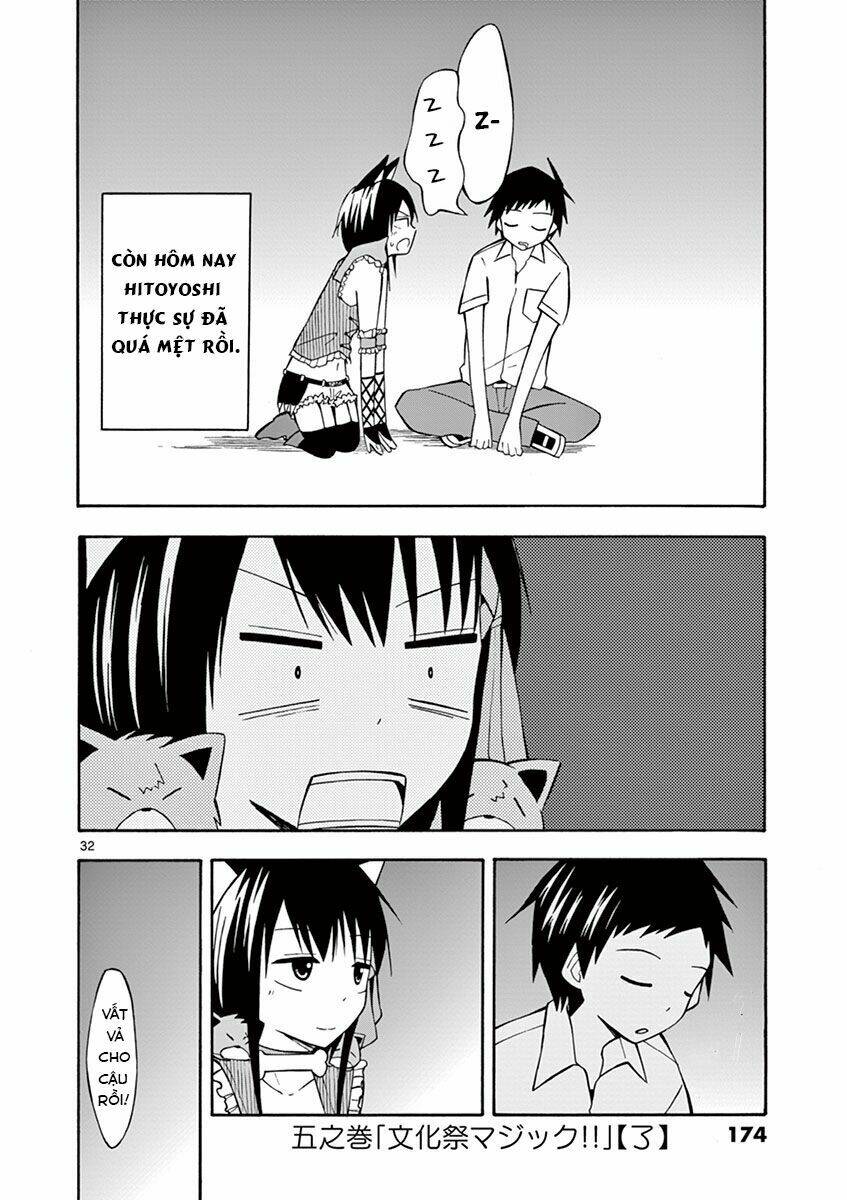 Z-
Z
Z
Z
CÒN HÔM NAY
HITOYOSHI
THỰC SỰ ĐÃ
QUÁ MỆT RỒI.
32
VẤT
VẢ
CHO
CẬU
RỒI!
五之巻「文化祭マジック!!」【了】
174